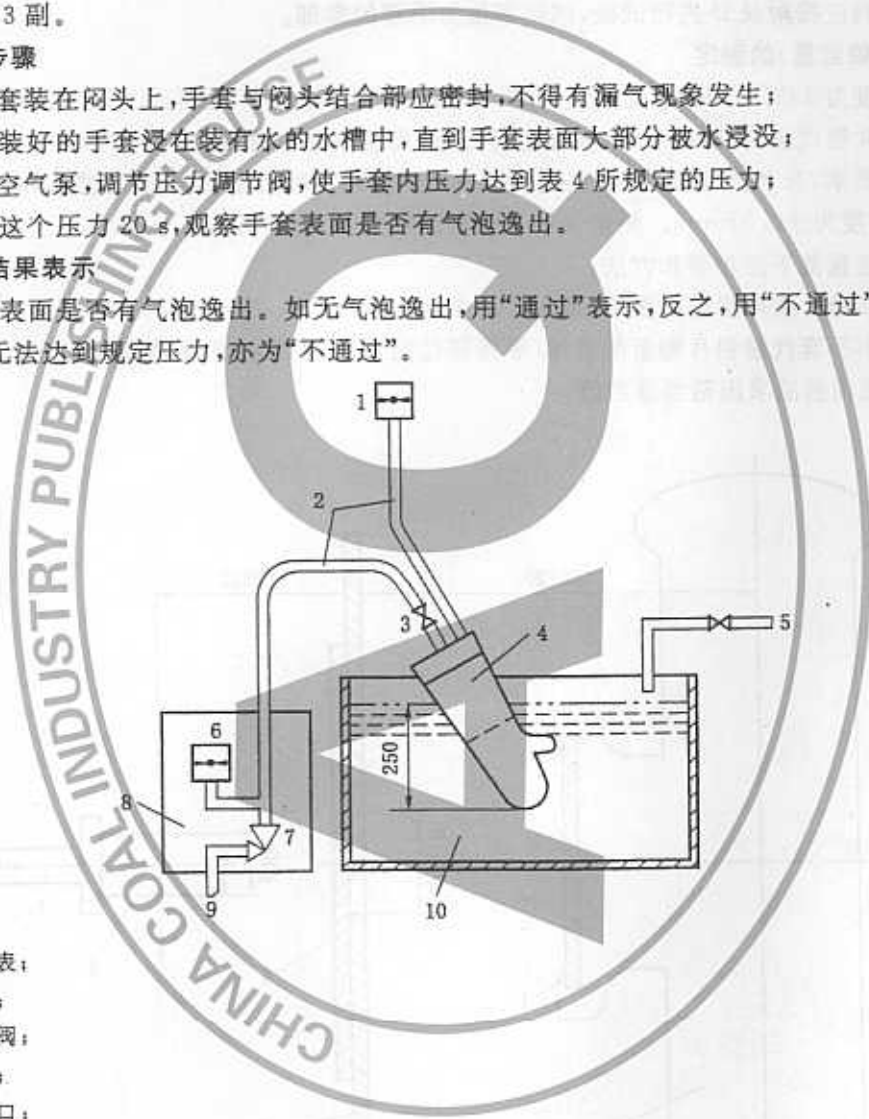 3 副。
步骤
套装在闷头上,手套与闷头结合部应密封,不得有漏气现象发生;
装好的手套浸在装有水的水槽中,直到手套表面大部分被水浸没;
空气泵,调节压力调节阀,使手套内压力达到表 4 所规定的压力;
这个压力 20 s,观察手套表面是否有气泡逸出。
结果表示
表面是否有气泡逸出。如无气泡逸出,用“通过”表示,反之,用“不通过”
无法达到规定压力,亦为“不通过”。
1
2
3
4
5
6
250
8
7
9
10
表;
阀;
口;
CHINA COAL INDUSTRY PUBLISHING HOUSE